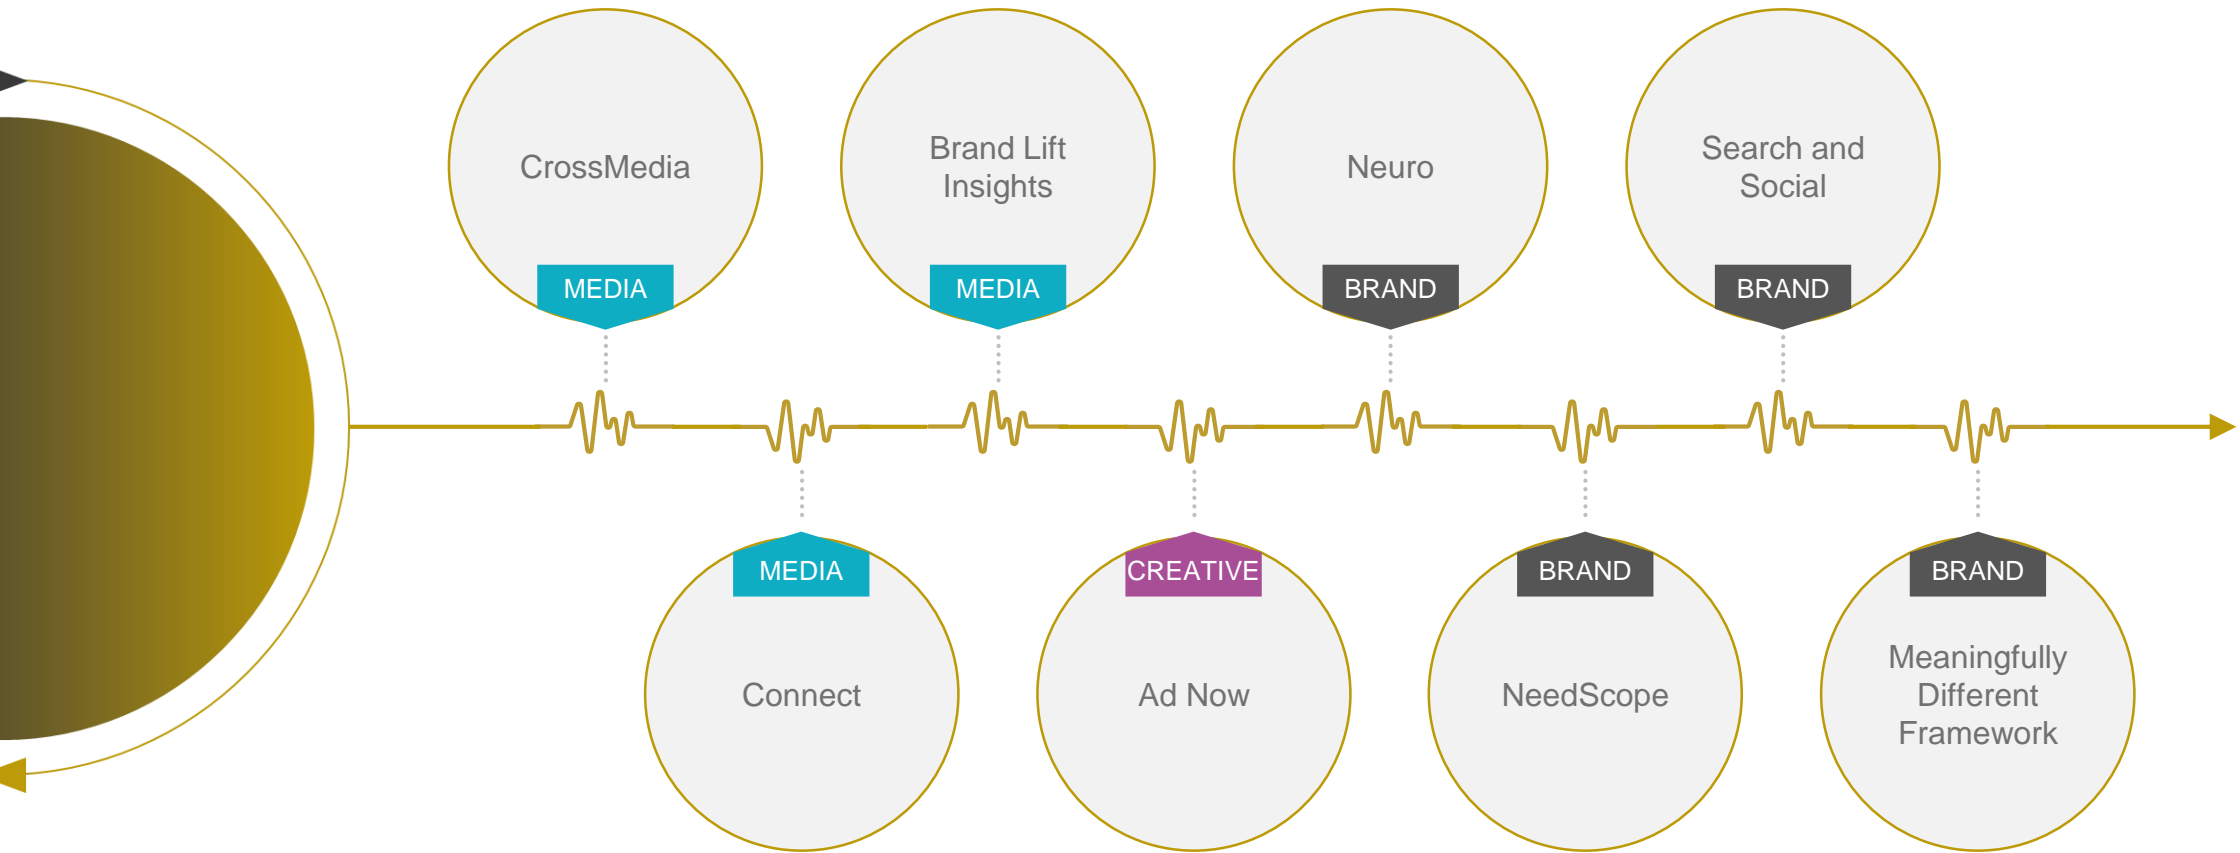 CrossMedia
MEDIA
Brand Lift
Insights
MEDIA
Neuro
BRAND
Search and
Social
BRAND
MEDIA
Connect
CREATIVE
Ad Now
BRAND
NeedScope
BRAND
Meaningfully
Different
Framework